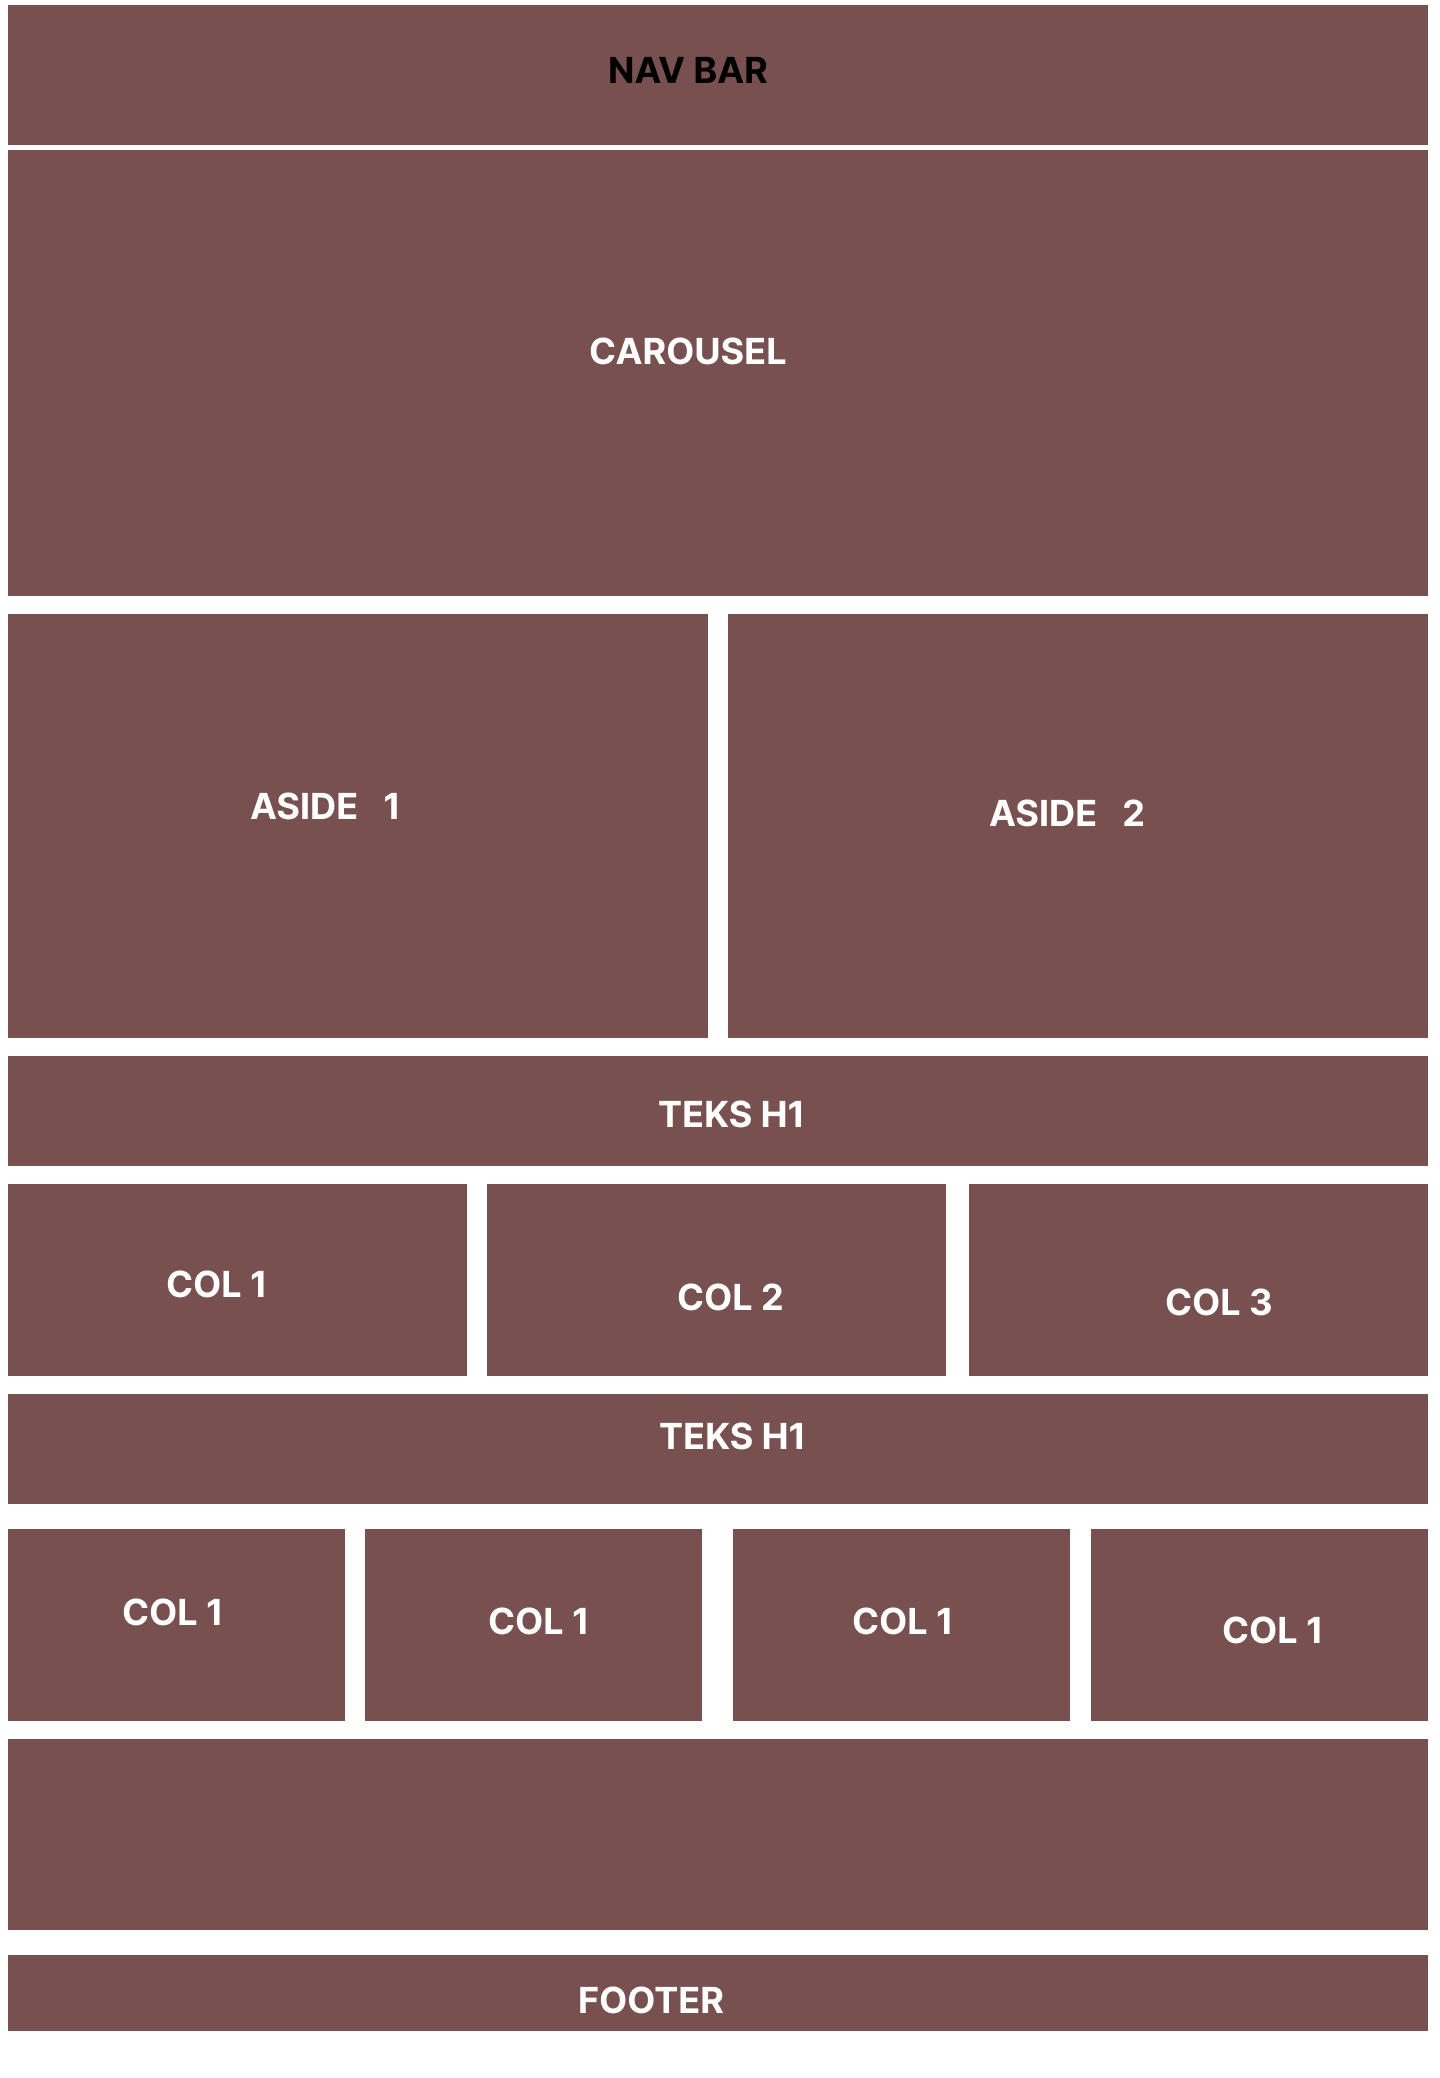 NAV BAR
CAROUSEL
ASIDE 1
ASIDE 2
TEKS H1
COL 1
COL 2
COL 3
TEKS H1
COL 1
COL 1
COL 1
COL 1
FOOTER